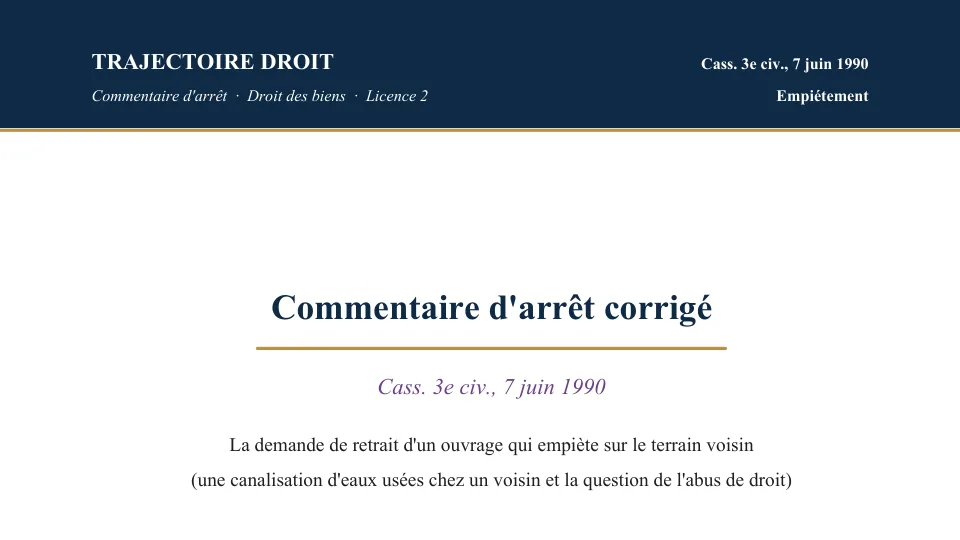 TRAJECTOIRE DROIT
Cass. 3e civ., 7 juin 1990
Commentaire d'arrêt · Droit des biens · Licence 2
Empiétement
Commentaire d'arrêt corrigé
Cass. 3e civ., 7 juin 1990
La demande de retrait d'un ouvrage qui empiète sur le terrain voisin
(une canalisation d'eaux usées chez un voisin et la question de l'abus de droit)